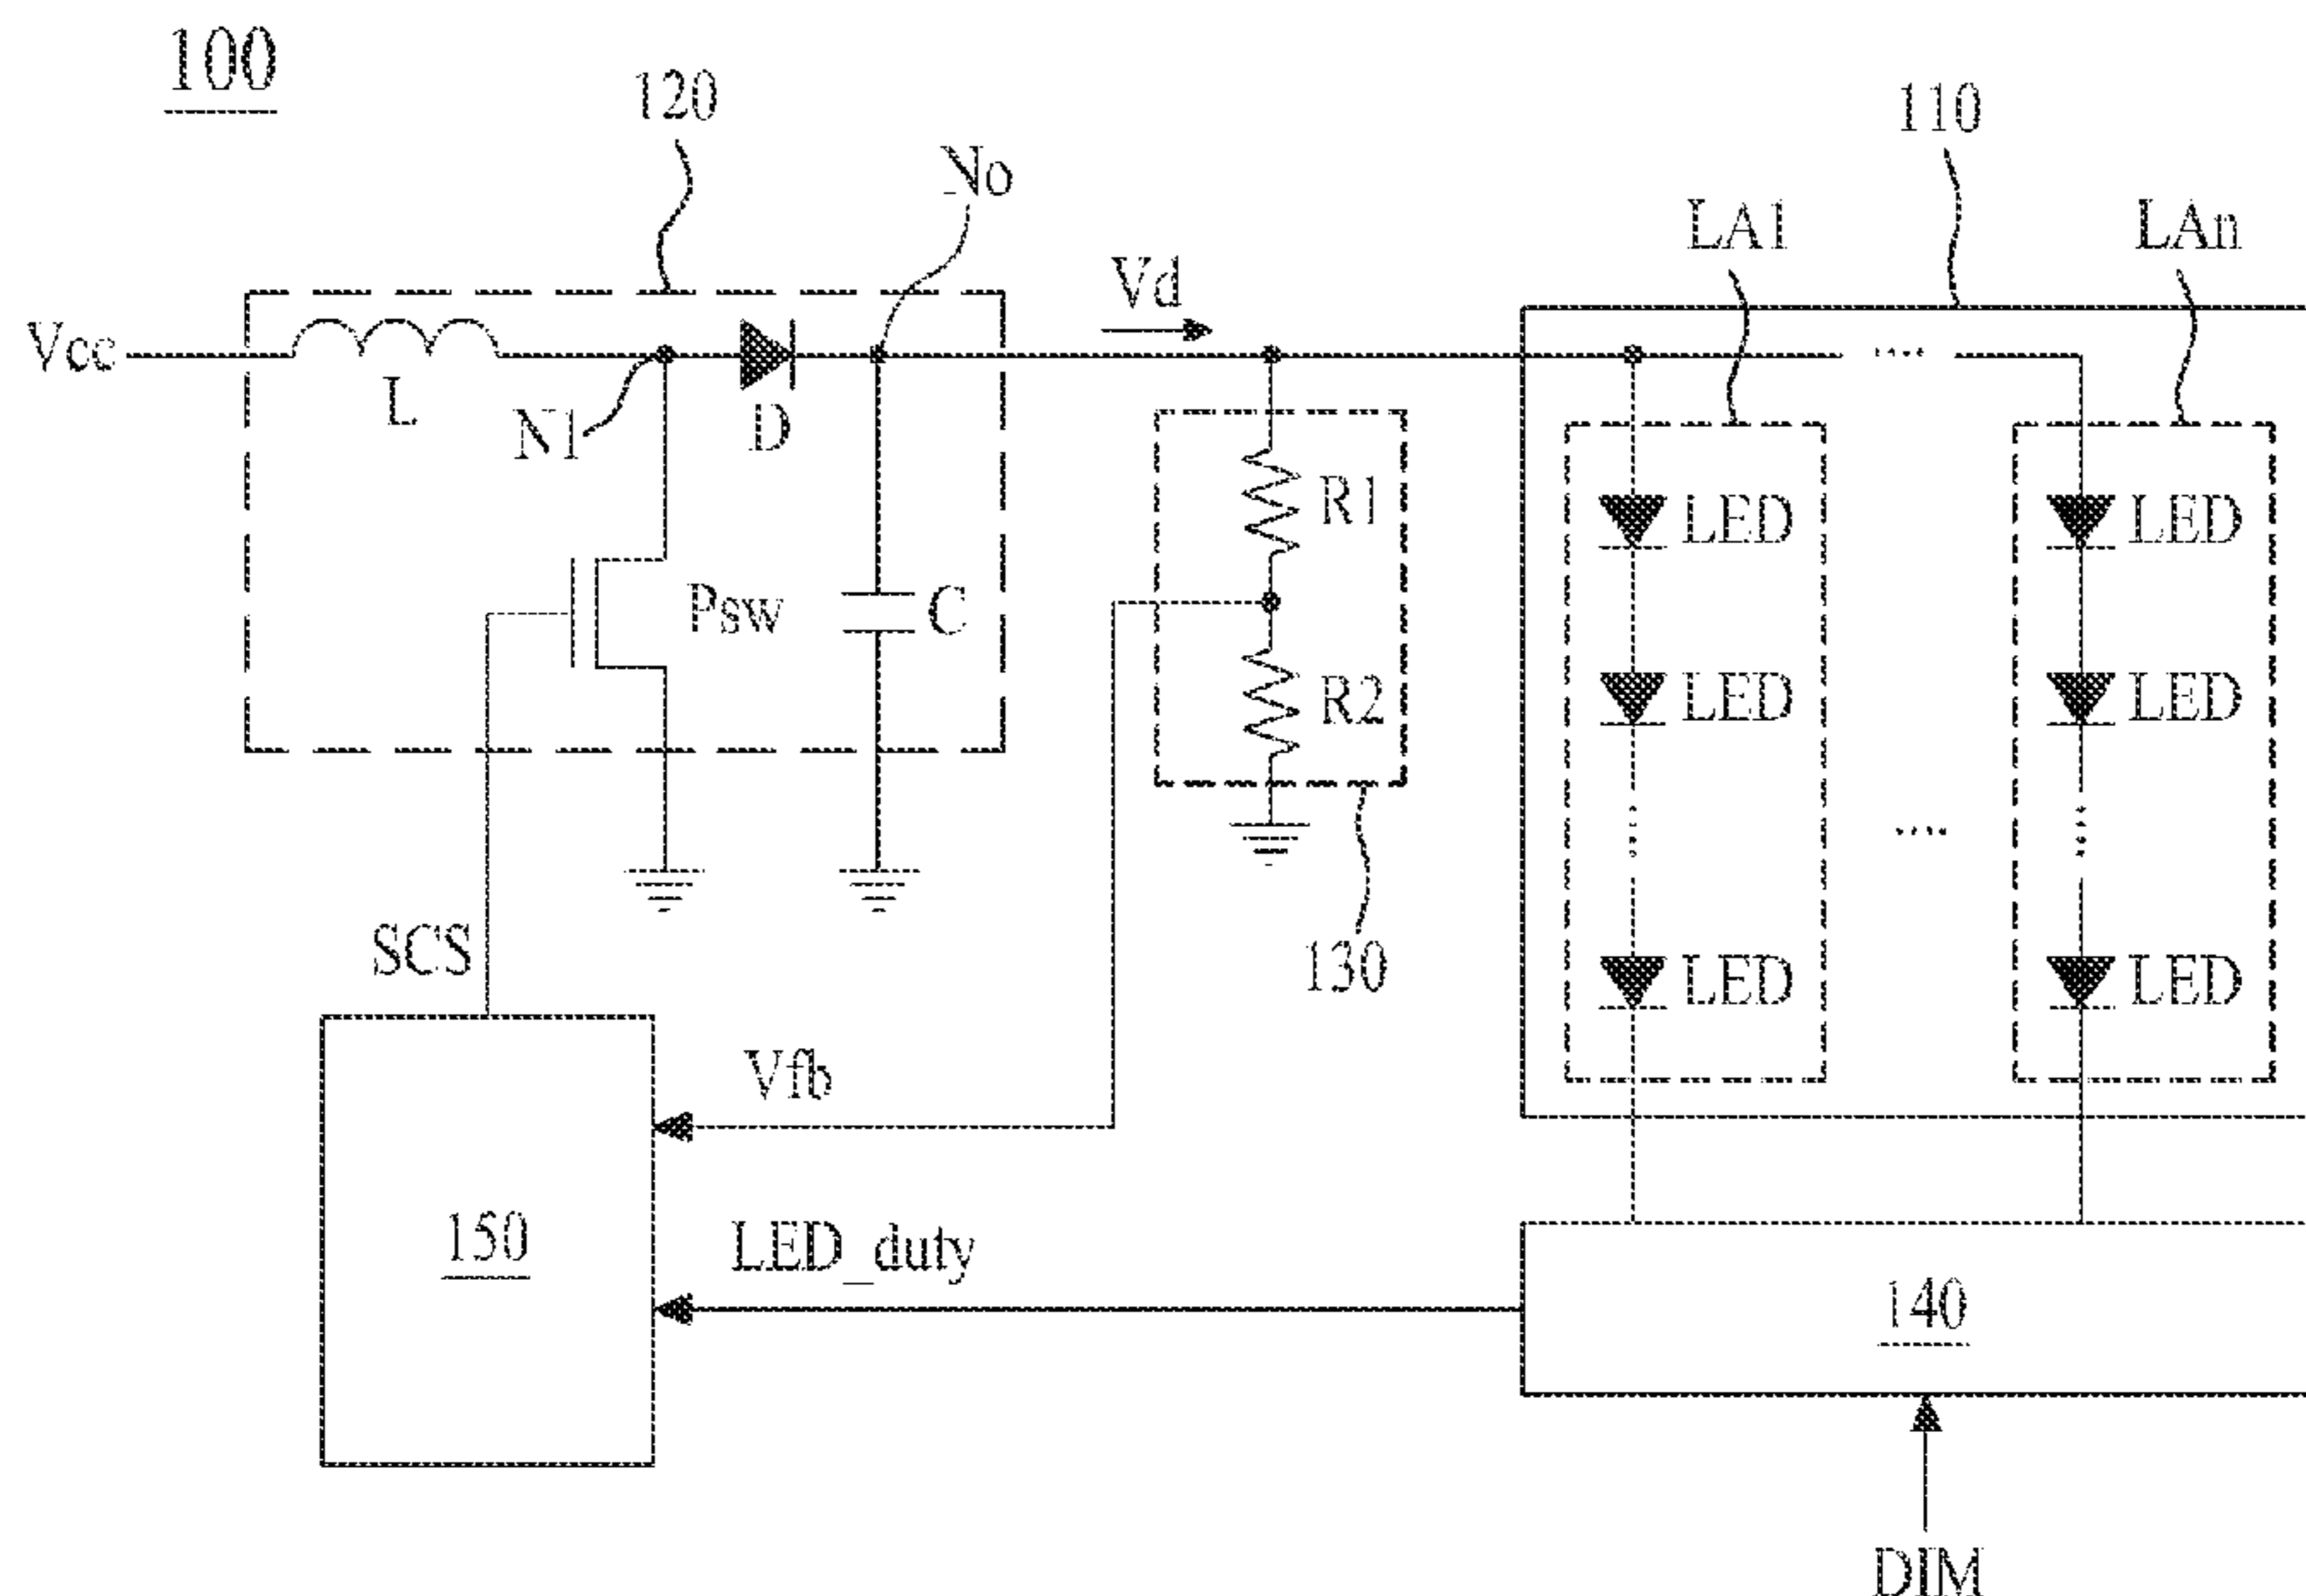 100
120
110
No
LA1
LAn
Vd
Vcc
L
N1
D
R1
LED
LED
Psw
C
R2
LED
LED
SCS
130
LED
LED
Vfb
150
LED_duty
140
DIM